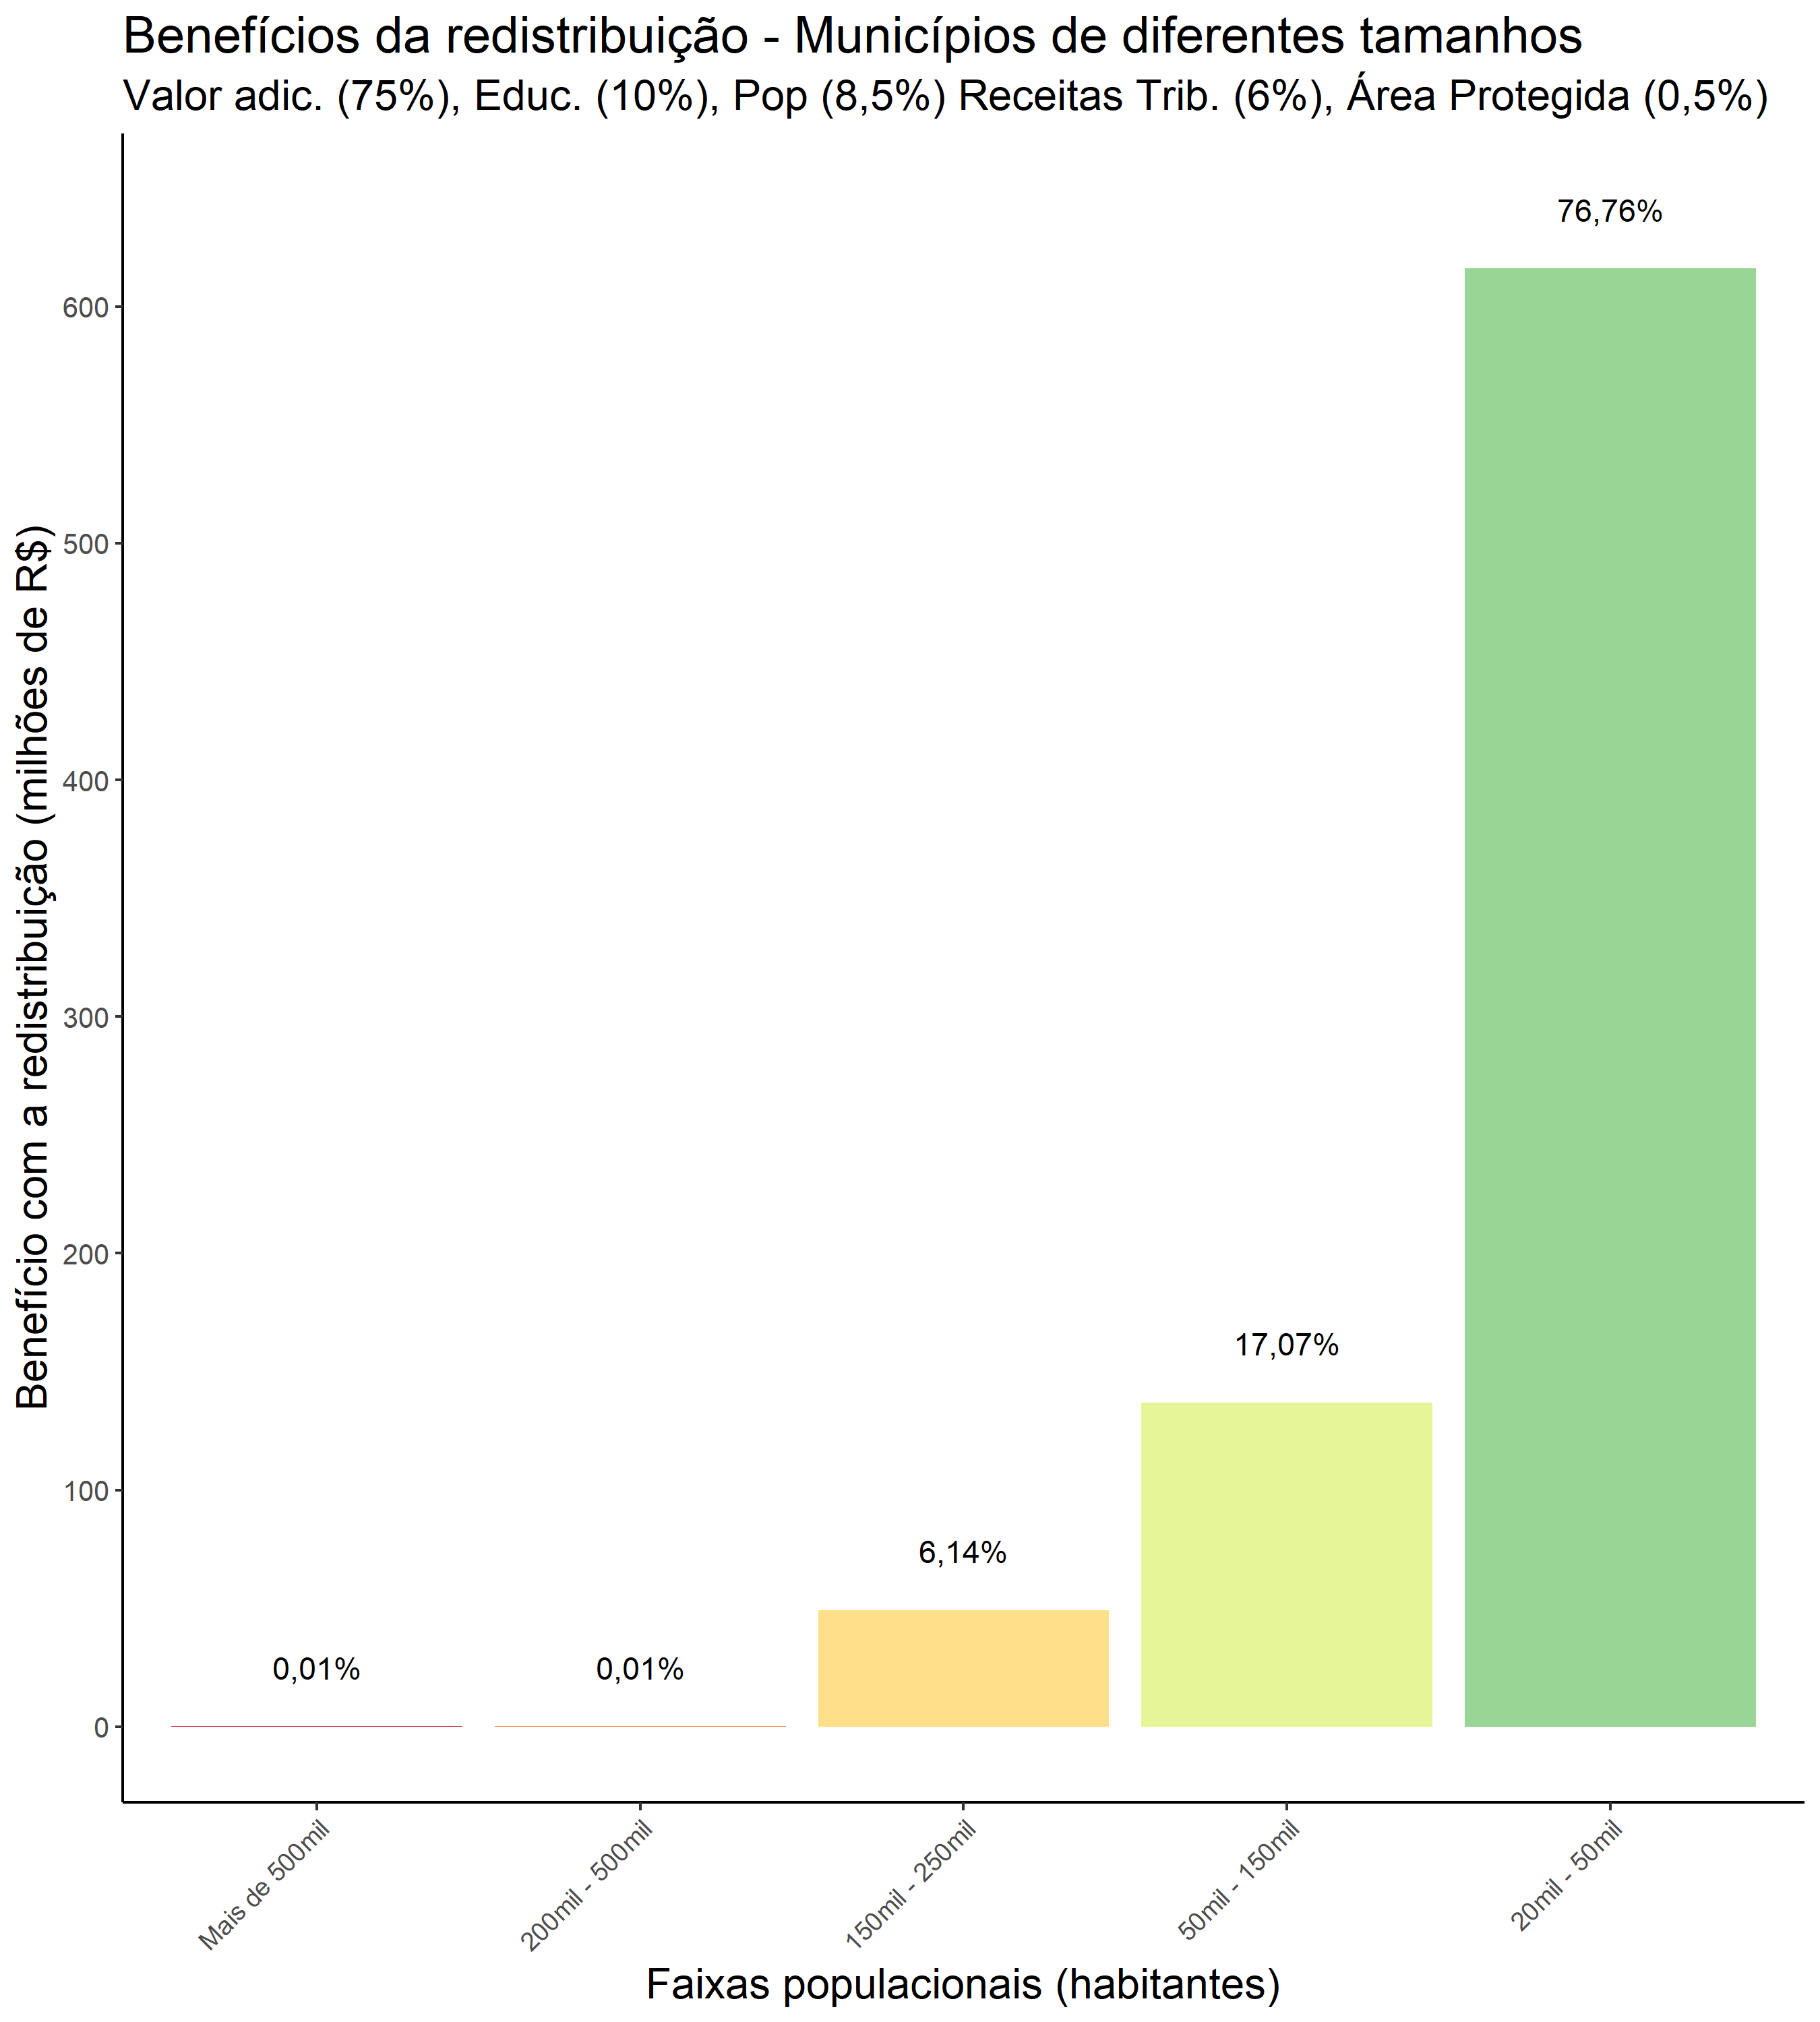 Benefícios da redistribuição - Municípios de diferentes tamanhos
Valor adic. (75%), Educ. (10%), Pop (8,5%) Receitas Trib. (6%), Área Protegida (0,5%)
Benefício com a redistribuição (milhões de R$)
600
500
400
300
200
100
0
0,01%
0,01%
6,14%
17,07%
76,76%
Mais de 500mil
200mil - 500mil
150mil - 250mil
50mil - 150mil
20mil - 50mil
Faixas populacionais (habitantes)